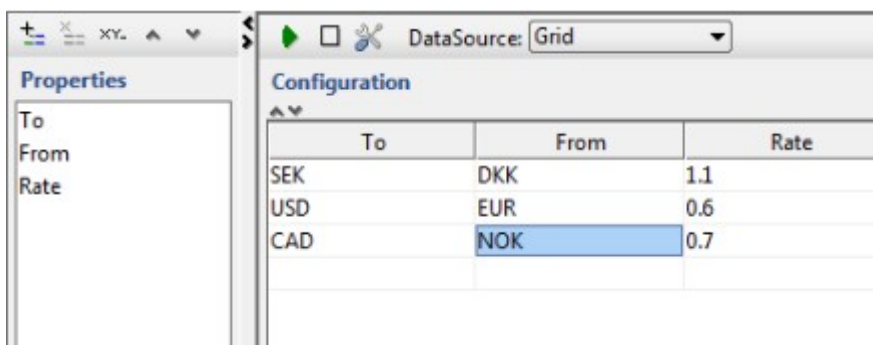 XY- DataSource: Grid
Properties
To
From
Rate
Configuration
To From Rate
SEK DKK 1.1
USD EUR 0.6
CAD NOK 0.7